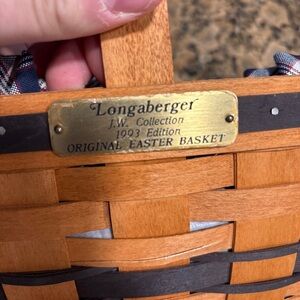 Longaberger
J.W. Collection
1993 Edition
ORIGINAL EASTER BASKET